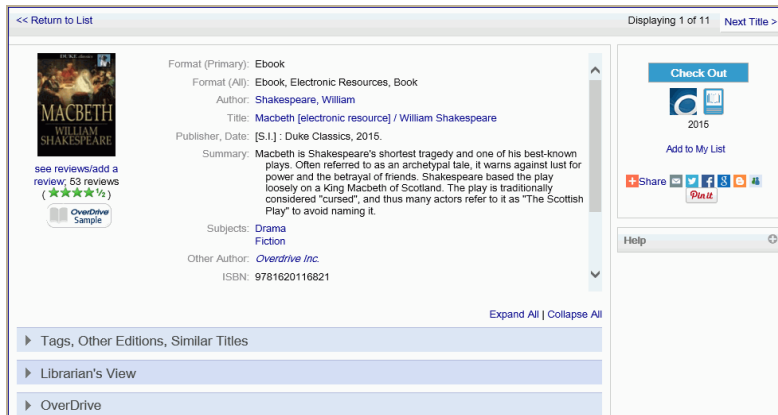 << Return to List
Displaying 1 of 11
Next Title >
DUKE classics
MACBETH
WILLIAM
SHAKESPEARE
see reviews/add a
review; 53 reviews
( ½ )
OverDrive
Sample
Format (Primary): Ebook
Format (All): Ebook, Electronic Resources, Book
Author: Shakespeare, William
Title: Macbeth [electronic resource] / William Shakespeare
Publisher, Date: [S.l.] : Duke Classics, 2015.
Summary: Macbeth is Shakespeare's shortest tragedy and one of his best-known
plays. Often referred to as an archetypal tale, it warns against lust for
power and the betrayal of friends. Shakespeare based the play
loosely on a King Macbeth of Scotland. The play is traditionally
considered "cursed", and thus many actors refer to it as "The Scottish
Play" to avoid naming it.
Subjects: Drama
Fiction
Other Author: Overdrive Inc.
ISBN: 9781620116821
Expand All | Collapse All
Tags, Other Editions, Similar Titles
Librarian's View
OverDrive
Check Out
2015
Add to My List
Share
Pin it
Help